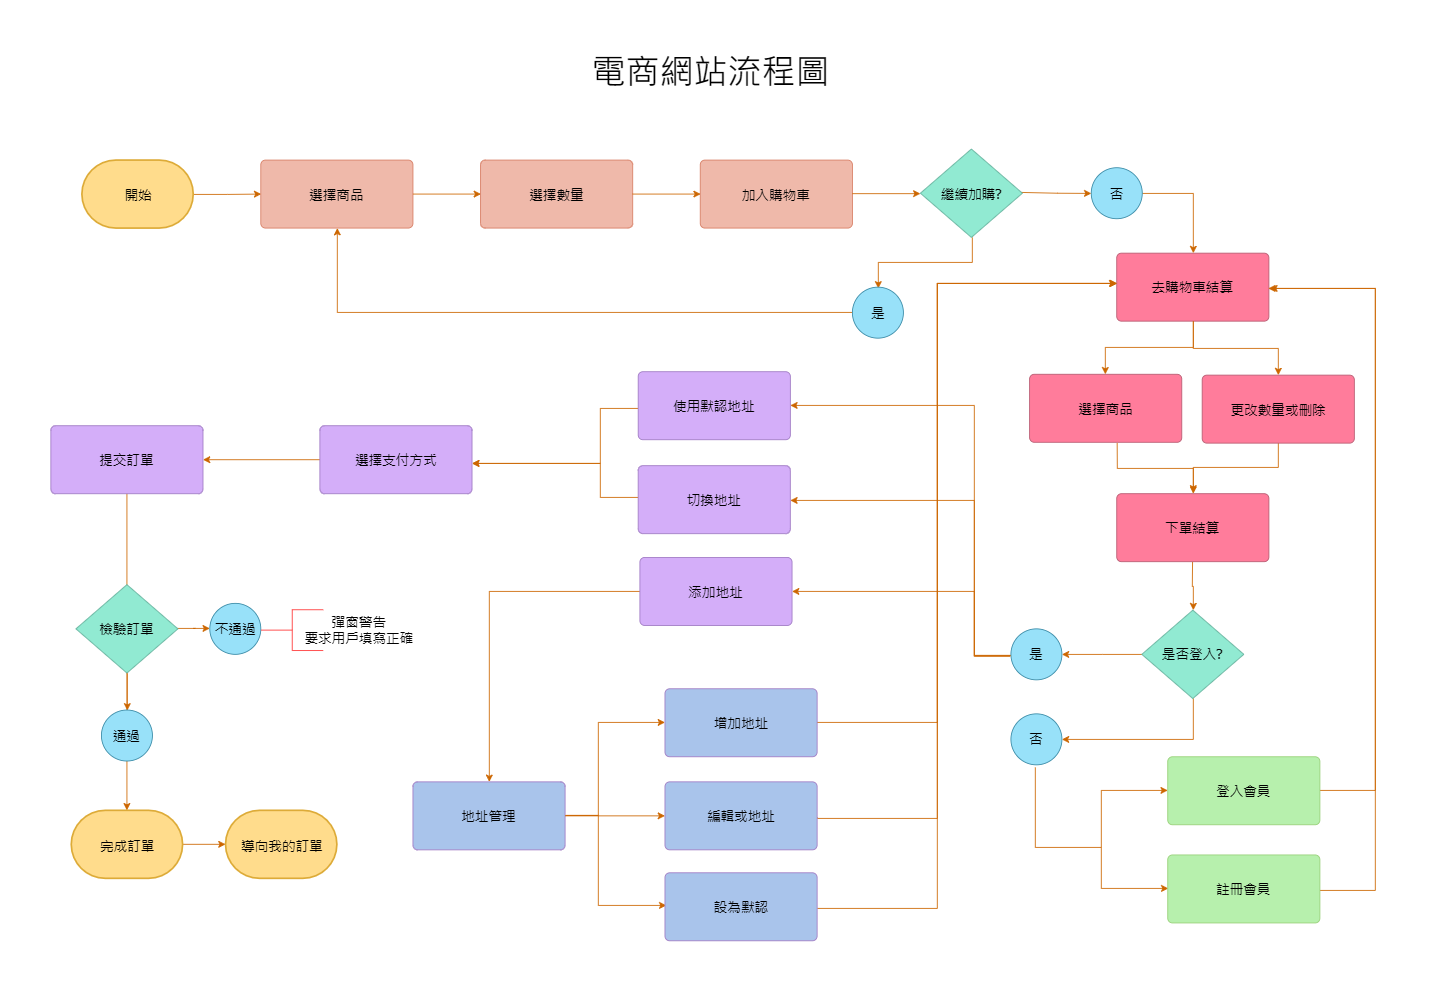 電商網站流程圖
開始
選擇商品
選擇數量
加入購物車
繼續加購?
否
是
去購物車結算
選擇商品
更改數量或刪除
下單結算
是否登入?
是
否
登入會員
註冊會員
使用默認地址
切換地址
添加地址
選擇支付方式
提交訂單
檢驗訂單
不通過
彈窗警告
要求用戶填寫正確
通過
完成訂單
導向我的訂單
地址管理
增加地址
編輯或地址
設為默認